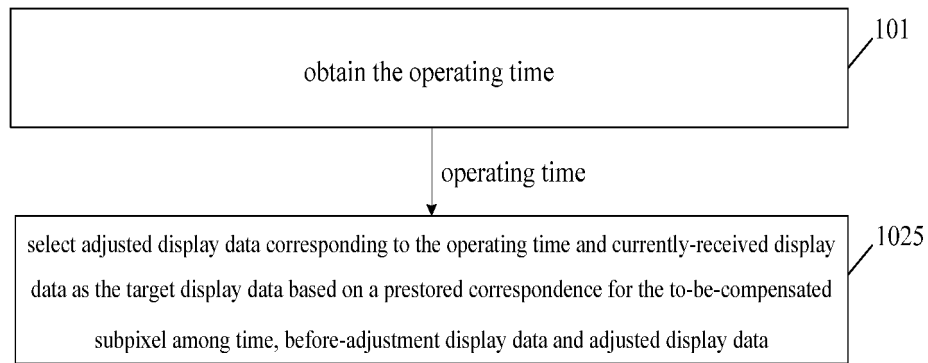 101
obtain the operating time
operating time
1025
select adjusted display data corresponding to the operating time and currently-received display
data as the target display data based on a prestored correspondence for the to-be-compensated
subpixel among time, before-adjustment display data and adjusted display data